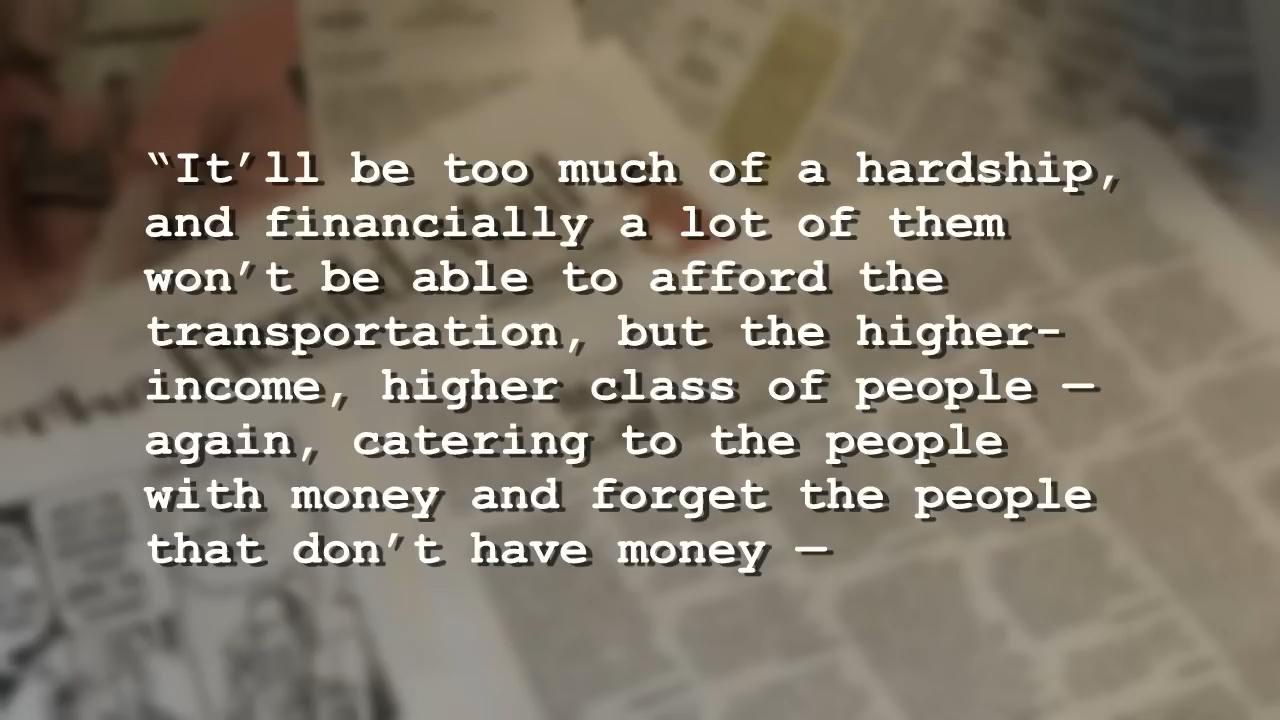 “It’ll be too much of a hardship,
and financially a lot of them
won’t be able to afford the
transportation, but the higher-
income, higher class of people —
again, catering to the people
with money and forget the people
that don’t have money —